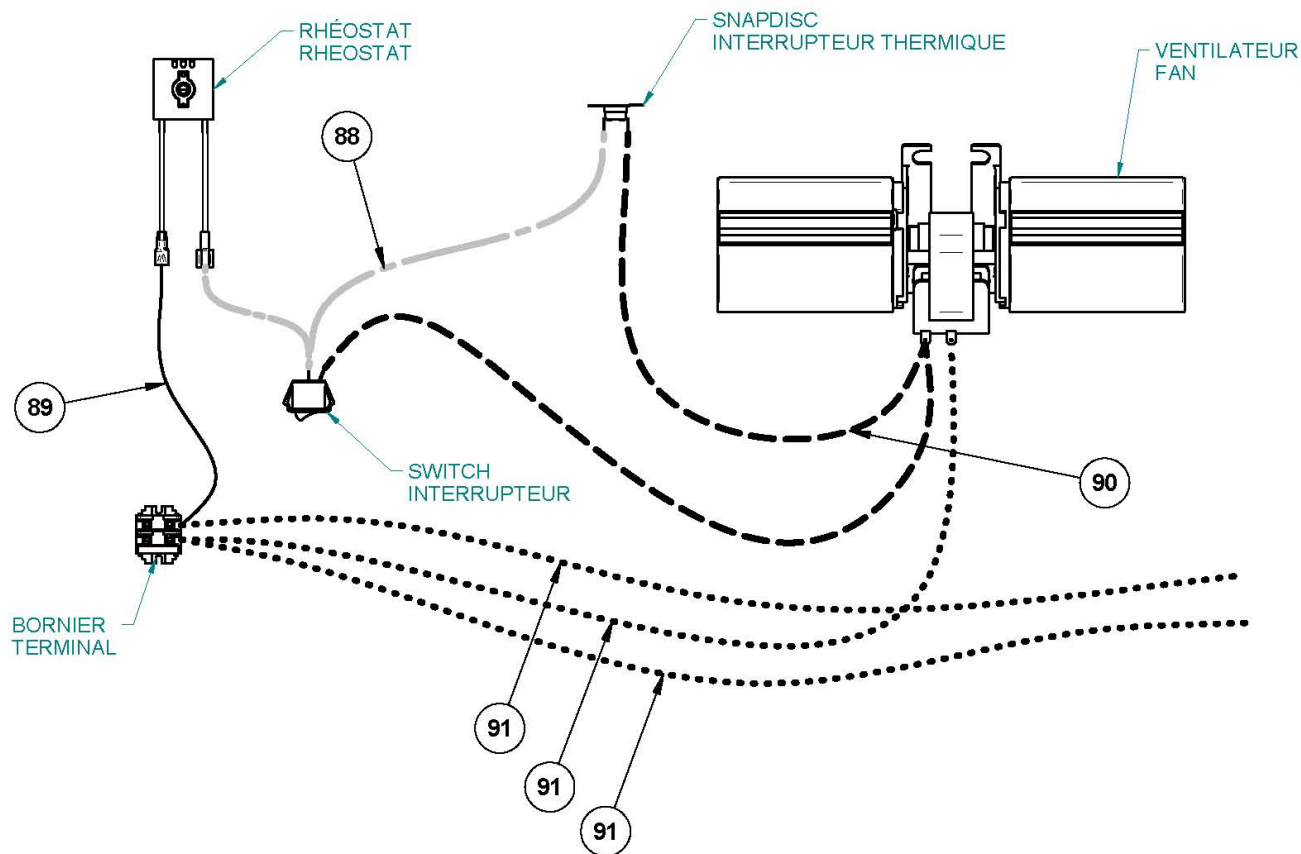 RHÉOSTAT
RHEOSTAT
SNAPDISC
INTERRUPTEUR THERMIQUE
VENTILATEUR
FAN
88
89
SWITCH
INTERRUPTEUR
90
BORNIER
TERMINAL
91
91
91